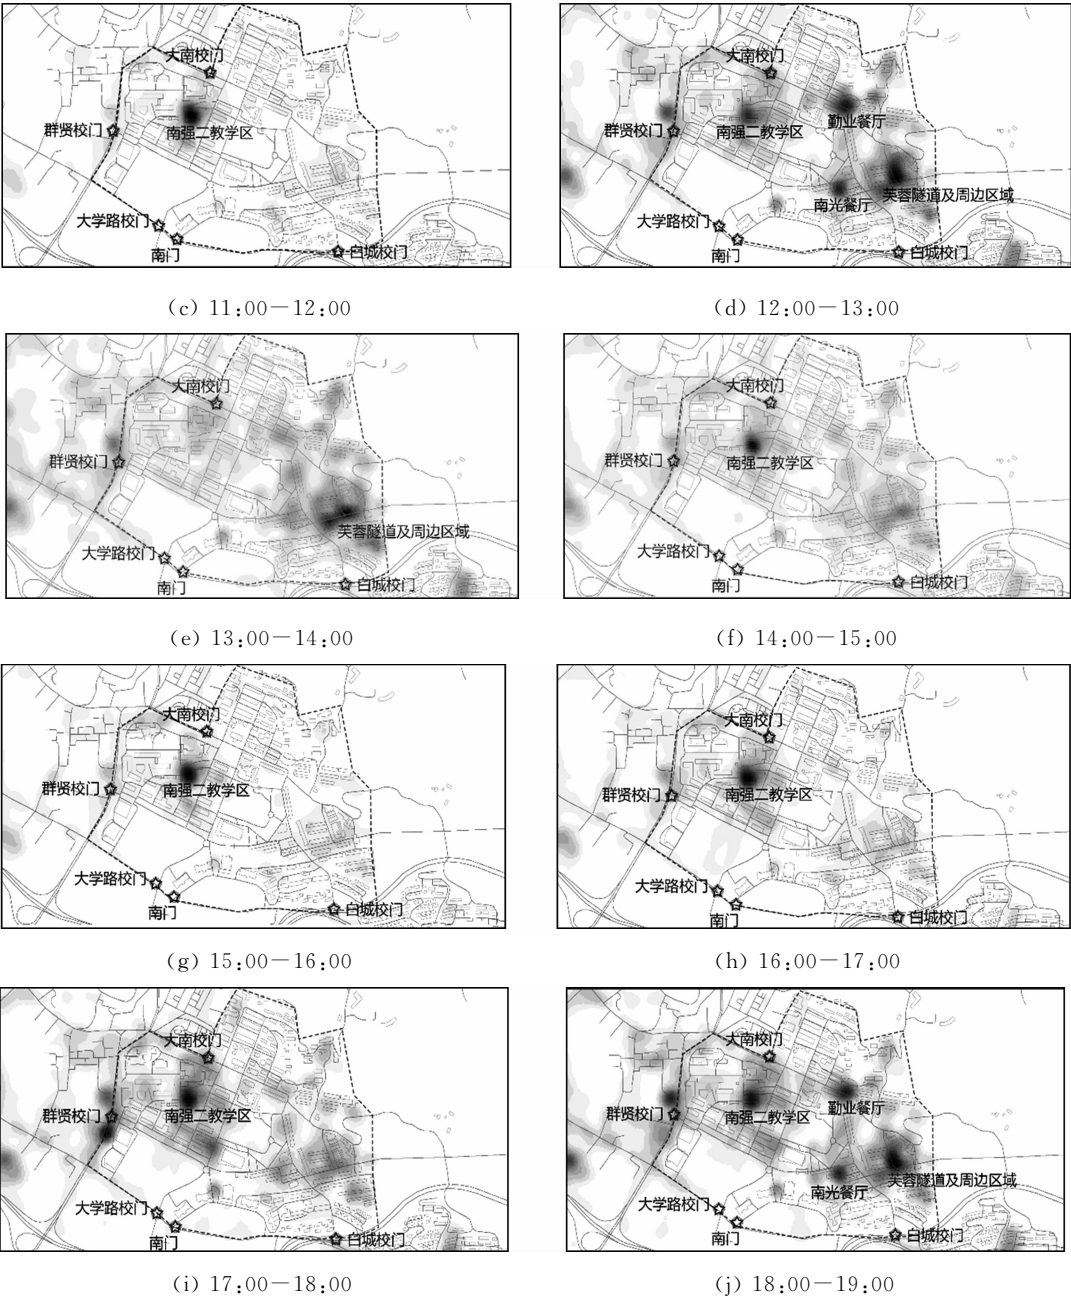 大南校门
群贤校门
南强二教学区
大学路校门
南门
白城校门
(c) 11:00—12:00
大南校门
勤业餐厅
群贤校门
南强二教学区
芙蓉隧道及周边区域
南光餐厅
大学路校门
南门
白城校门
(d) 12:00—13:00
大南校门
群贤校门
芙蓉隧道及周边区域
大学路校门
南门
白城校门
(e) 13:00—14:00
大南校门
群贤校门
南强二教学区
大学路校门
南门
白城校门
(f) 14:00—15:00
大南校门
群贤校门
南强二教学区
大学路校门
南门
白城校门
(g) 15:00—16:00
大南校门
群贤校门
南强二教学区
大学路校门
南门
白城校门
(h) 16:00—17:00
大南校门
群贤校门
南强二教学区
大学路校门
南门
白城校门
(i) 17:00—18:00
大南校门
勤业餐厅
群贤校门
南强二教学区
芙蓉隧道及周边区域
南光餐厅
大学路校门
南门
白城校门
(j) 18:00—19:00